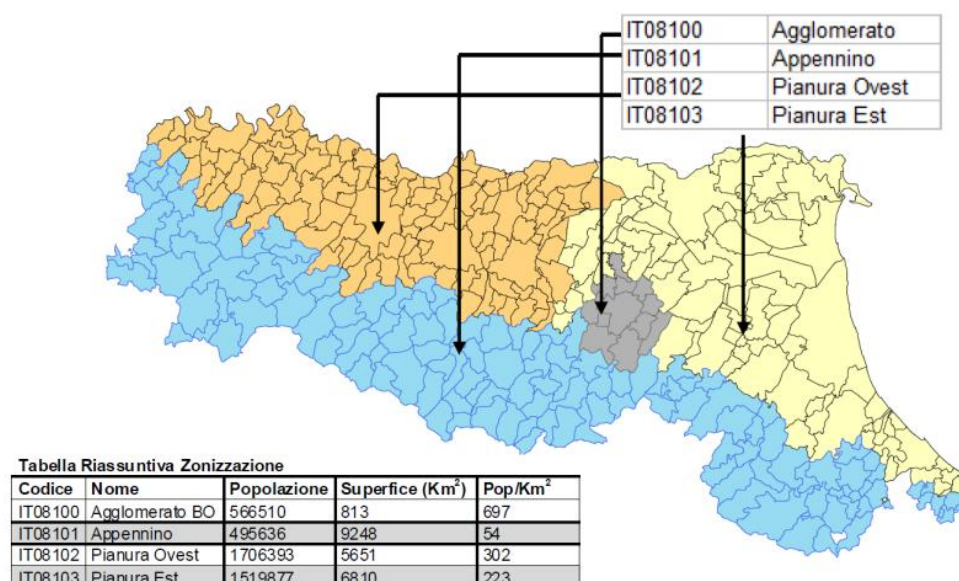 IT08100 Agglomerato
IT08101 Appennino
IT08102 Pianura Ovest
IT08103 Pianura Est
Tabella Riassuntiva Zonizzazione
Codice Nome Popolazione Superfice (Km²) Pop/Km²
IT08100 Agglomerato BO 566510 813 697
IT08101 Appennino 495636 9248 54
IT08102 Pianura Ovest 1706393 5651 302
IT08103 Pianura Est 1519877 6810 223